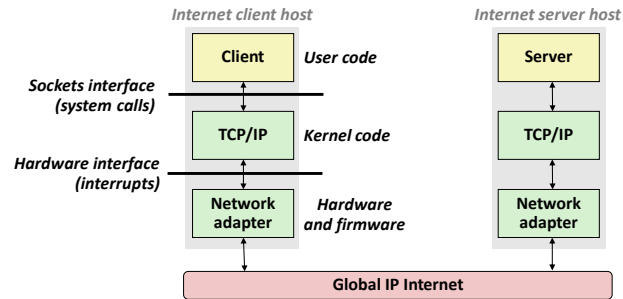 Internet client host
Internet server host
Client
User code
Server
Sockets interface
(system calls)
TCP/IP
Kernel code
TCP/IP
Hardware interface
(interrupts)
Network
adapter
Hardware
and firmware
Network
adapter
Global IP Internet